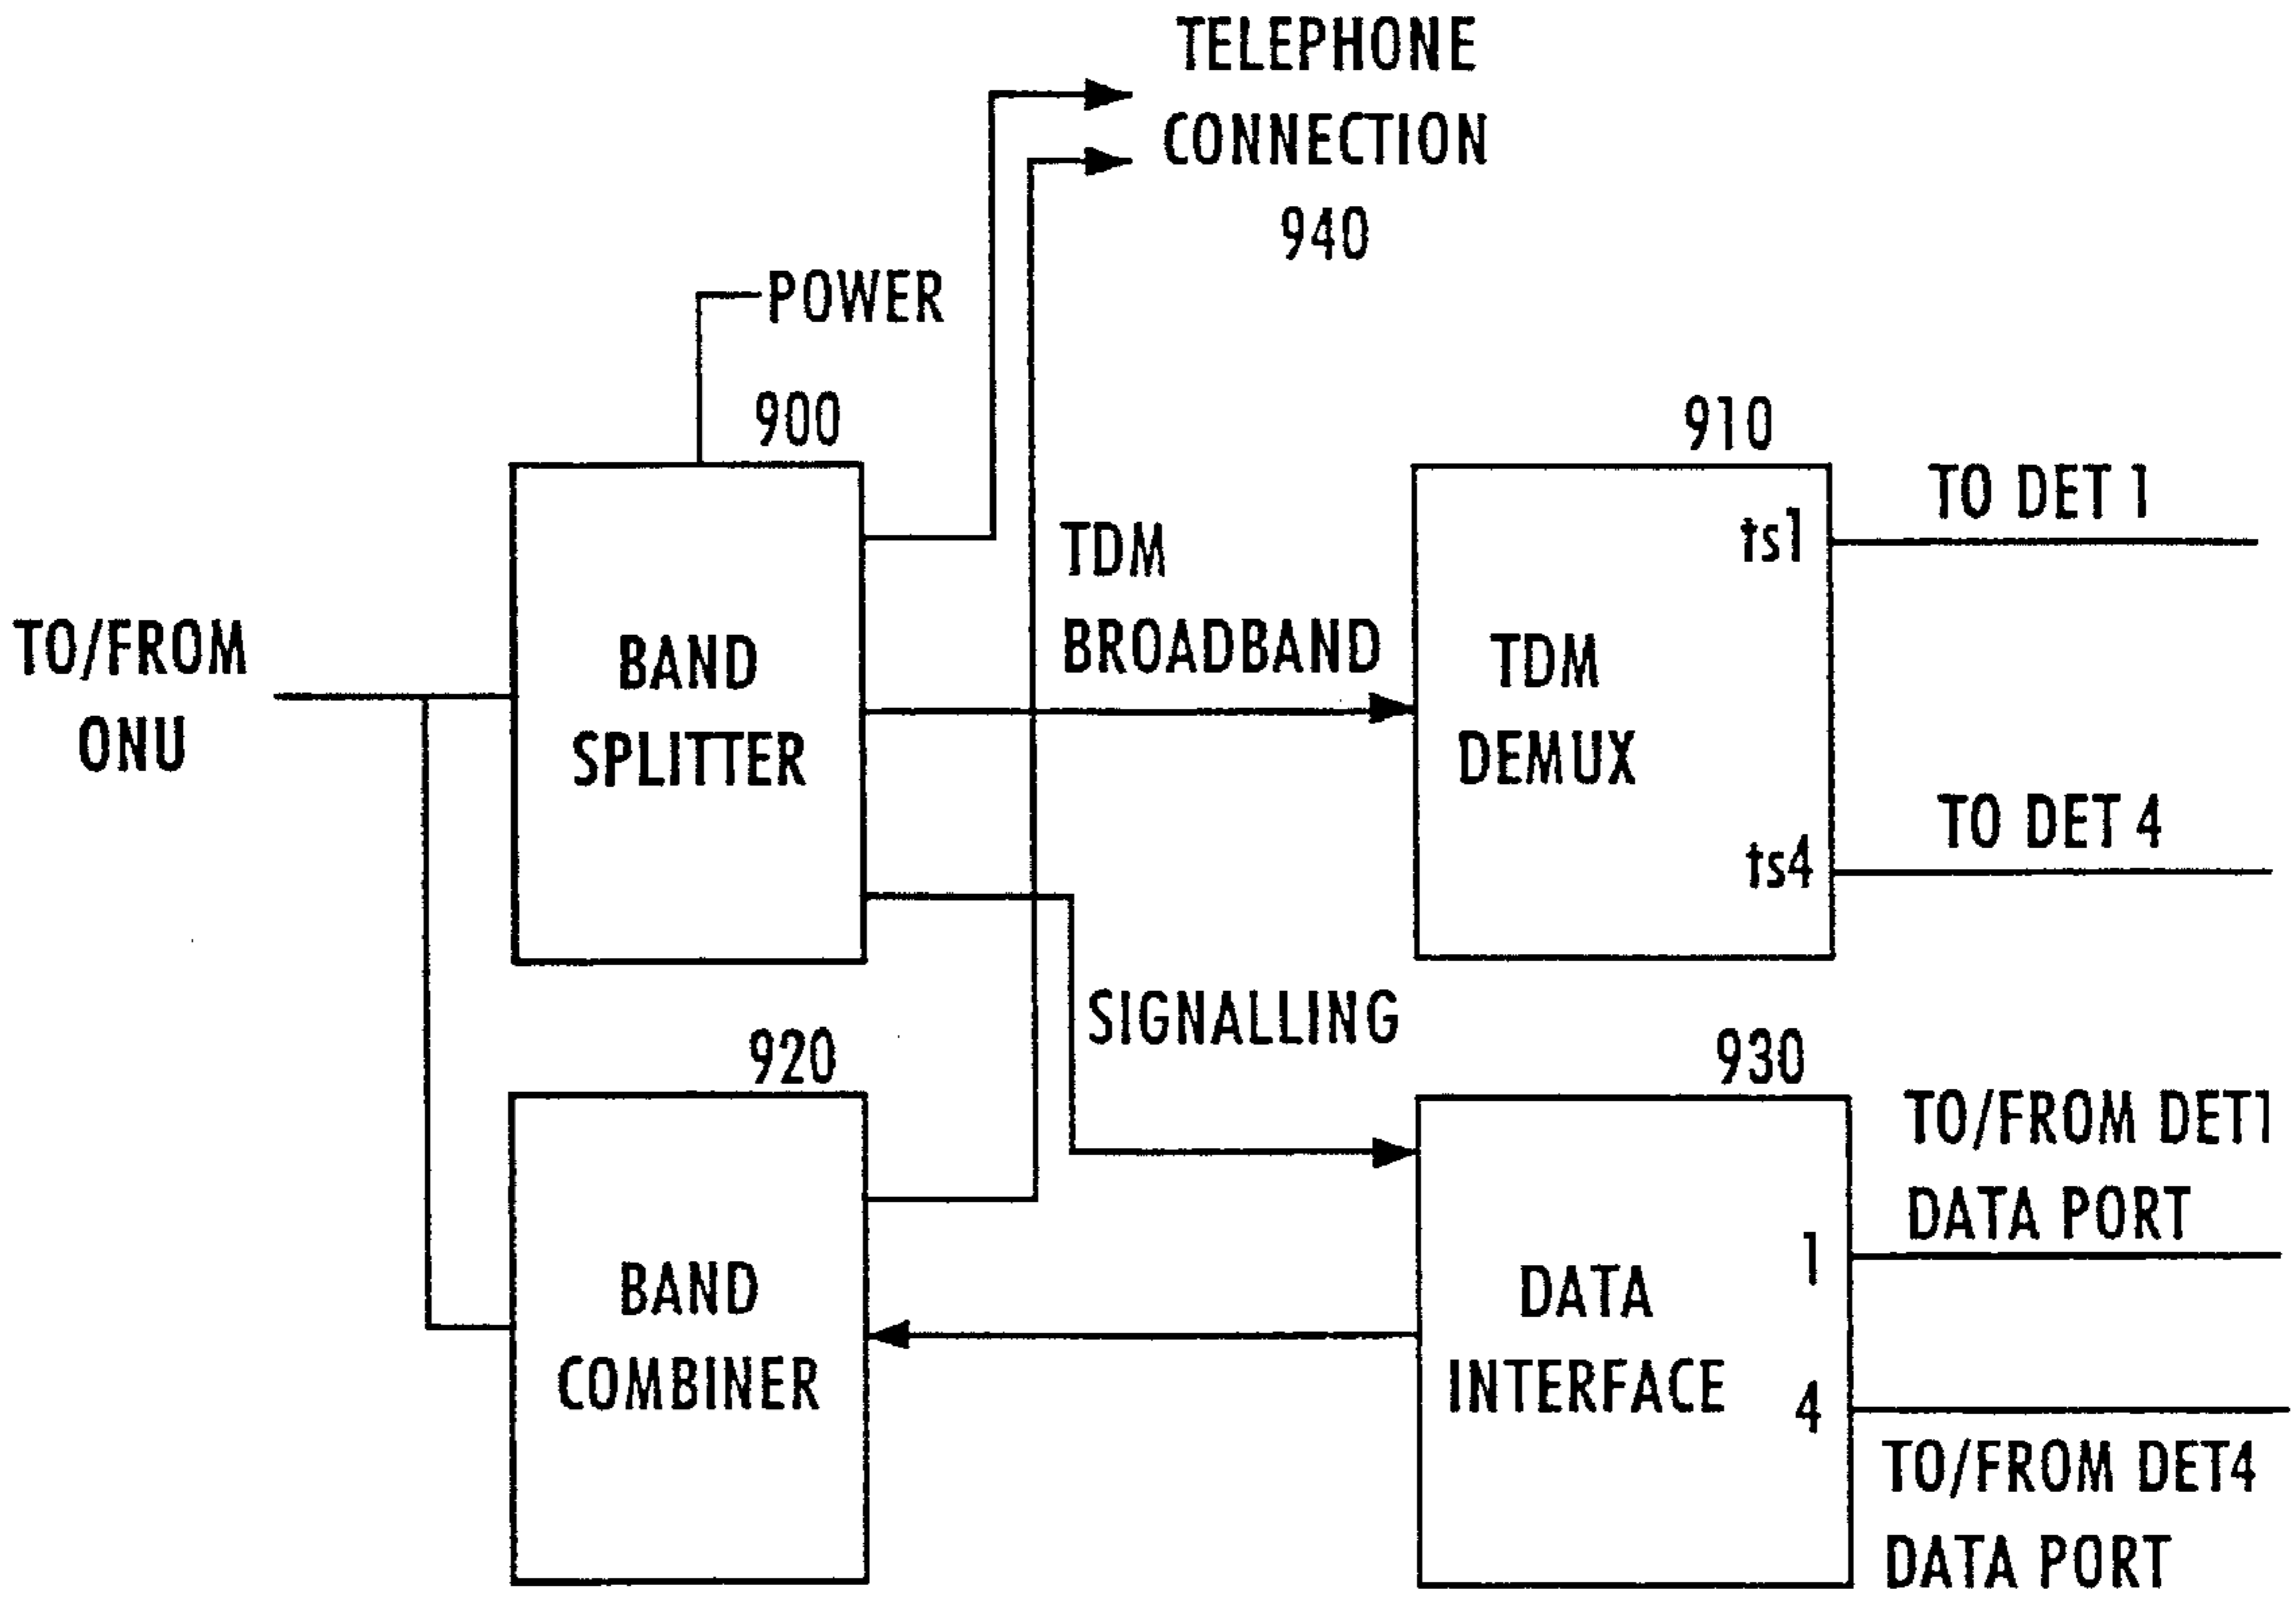 TELEPHONE
CONNECTION
940
POWER
900
910
TO DET 1
ts1
TDM
BROADBAND
TO/FROM
ONU
BAND
SPLITTER
TDM
DEMUX
TO DET 4
ts4
SIGNALLING
920
930
TO/FROM DET1
DATA PORT
1
BAND
COMBINER
DATA
INTERFACE
4
TO/FROM DET4
DATA PORT